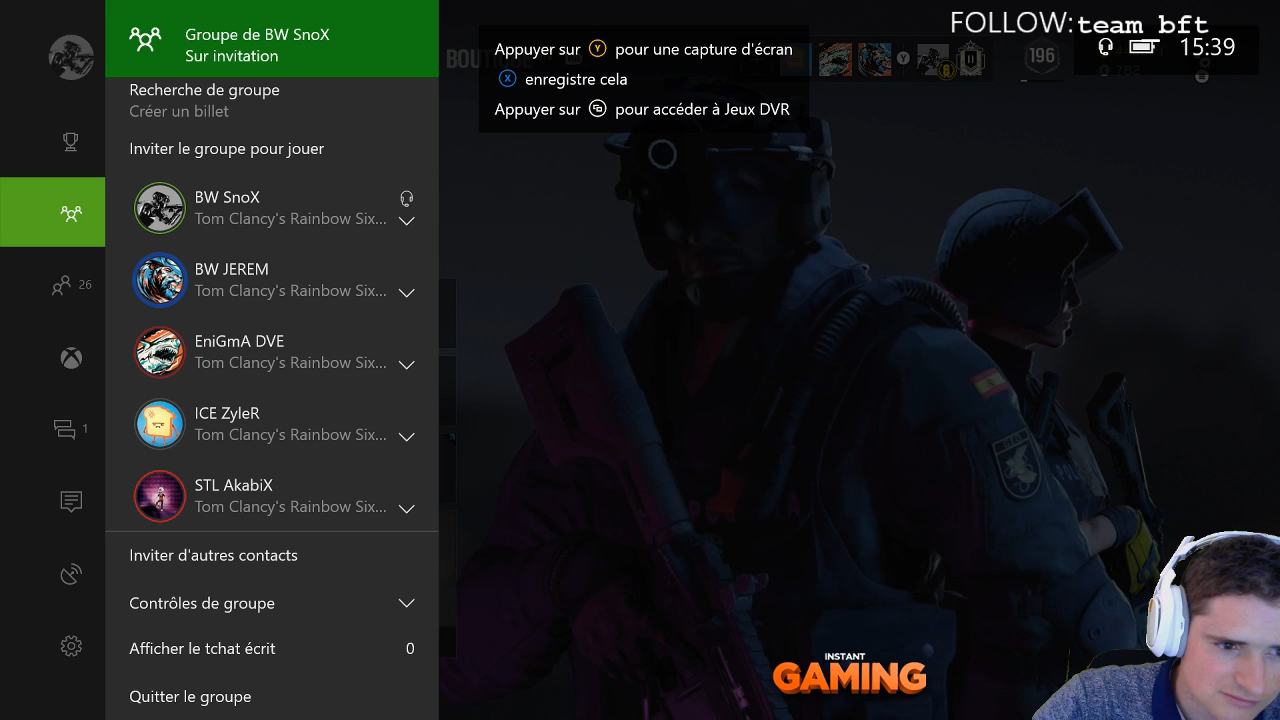 Groupe de BW SnoX
Sur invitation
Recherche de groupe
Créer un billet
Inviter le groupe pour jouer
BW SnoX
Tom Clancy's Rainbow Six...
BW JEREM
Tom Clancy's Rainbow Six...
EniGmA DVE
Tom Clancy's Rainbow Six...
ICE ZyleR
Tom Clancy's Rainbow Six...
STL AkabiX
Tom Clancy's Rainbow Six...
Inviter d'autres contacts
Contrôles de groupe
Afficher le tchat écrit 0
Quitter le groupe
26
1
Appuyer sur Y pour une capture d'écran
X enregistre cela
Appuyer sur pour accéder à Jeux DVR
FOLLOW: team bft
15:39
Y
196
782
INSTANT
GAMING